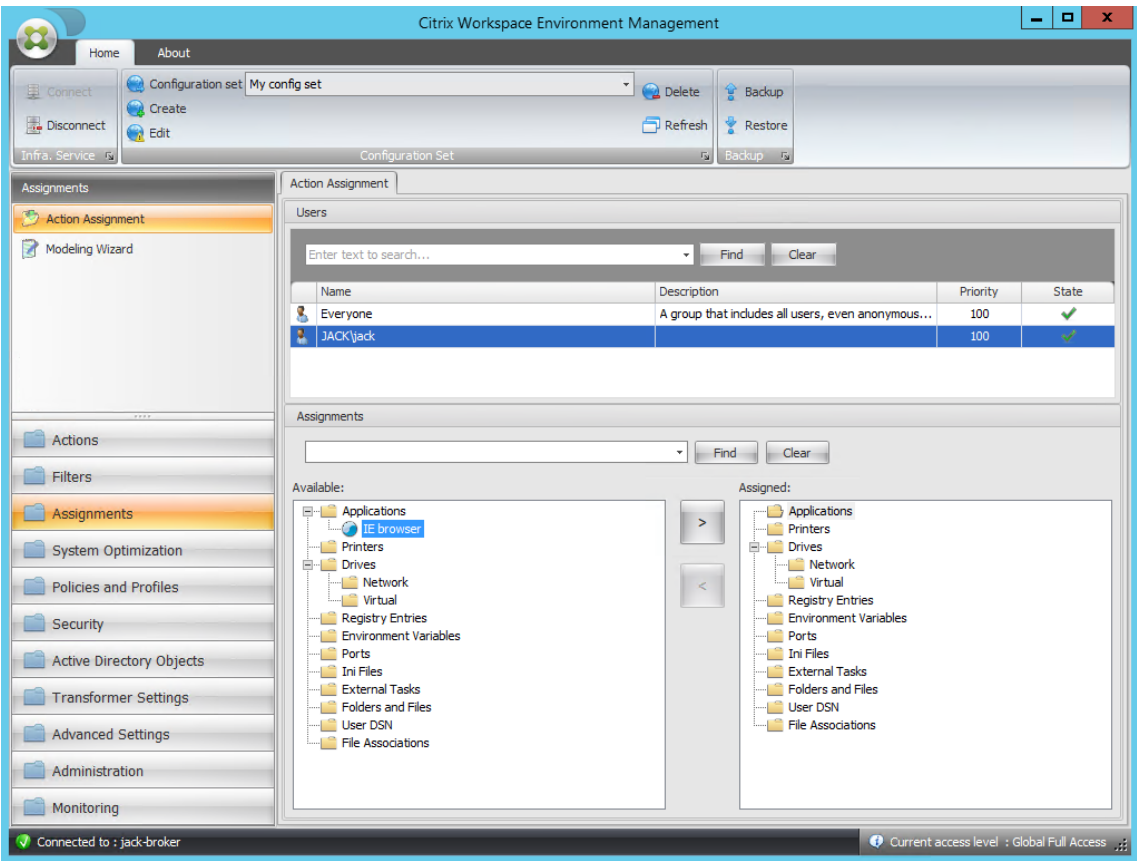 Citrix Workspace Environment Management
Home About
Connect
Disconnect
Infra. Service
Configuration set My config set
Create
Edit
Delete
Refresh
Configuration Set
Backup
Restore
Backup
Assignments
Action Assignment
Modeling Wizard
Actions
Filters
Assignments
System Optimization
Policies and Profiles
Security
Active Directory Objects
Transformer Settings
Advanced Settings
Administration
Monitoring
Action Assignment
Users
Enter text to search... Find Clear
Name Description Priority State
Everyone A group that includes all users, even anonymous... 100
JACK\jack 100
Assignments
Find Clear
Available:
Applications
IE browser
Printers
Drives
Network
Virtual
Registry Entries
Environment Variables
Ports
Ini Files
External Tasks
Folders and Files
User DSN
File Associations
>
<
Assigned:
Applications
Printers
Drives
Network
Virtual
Registry Entries
Environment Variables
Ports
Ini Files
External Tasks
Folders and Files
User DSN
File Associations
Connected to : jack-broker
Current access level : Global Full Access